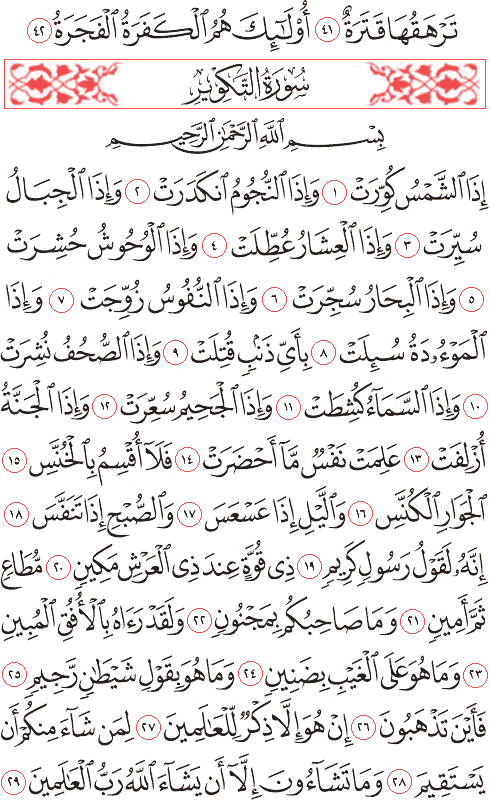 تَرْهَقُهَا قَتَرَةٌ ٤١ أُوْلَٰٓئِكَ هُمُ ٱلْكَفَرَةُ ٱلْفَجَرَةُ ٤٢
سُورَةُ التَّكْوِيرِ
بِسْمِ ٱللَّهِ ٱلرَّحْمَٰنِ ٱلرَّحِيمِ
إِذَا ٱلشَّمْسُ كُوِّرَتْ ١ وَإِذَا ٱلنُّجُومُ ٱنكَدَرَتْ ٢ وَإِذَا ٱلْجِبَالُ
سُيِّرَتْ ٣ وَإِذَا ٱلْعِشَارُ عُطِّلَتْ ٤ وَإِذَا ٱلْوُحُوشُ حُشِرَتْ
٥ وَإِذَا ٱلْبِحَارُ سُجِّرَتْ ٦ وَإِذَا ٱلنُّفُوسُ زُوِّجَتْ ٧ وَإِذَا
ٱلْمَوْءُۥدَةُ سُئِلَتْ ٨ بِأَيِّ ذَنۢبٍ قُتِلَتْ ٩ وَإِذَا ٱلصُّحُفُ نُشِرَتْ
١٠ وَإِذَا ٱلسَّمَآءُ كُشِطَتْ ١١ وَإِذَا ٱلْجَحِيمُ سُعِّرَتْ ١٢ وَإِذَا ٱلْجَنَّةُ
أُزْلِفَتْ ١٣ عَلِمَتْ نَفْسٌ مَّآ أَحْضَرَتْ ١٤ فَلَآ أُقْسِمُ بِٱلْخُنَّسِ ١٥
ٱلْجَوَارِ ٱلْكُنَّسِ ١٦ وَٱلَّيْلِ إِذَا عَسْعَسَ ١٧ وَٱلصُّبْحِ إِذَا تَنَفَّسَ ١٨
إِنَّهُۥ لَقَوْلُ رَسُولٍ كَرِيمٍ ١٩ ذِى قُوَّةٍ عِندَ ذِى ٱلْعَرْشِ مَكِينٍ ٢٠ مُّطَاعٍ
ثَمَّ أَمِينٍ ٢١ وَمَا صَاحِبُكُم بِمَجْنُونٍ ٢٢ وَلَقَدْ رَءَاهُ بِٱلْأُفُقِ ٱلْمُبِينِ
٢٣ وَمَا هُوَ عَلَى ٱلْغَيْبِ بِضَنِينٍ ٢٤ وَمَا هُوَ بِقَوْلِ شَيْطَٰنٍ رَّجِيمٍ ٢٥
فَأَيْنَ تَذْهَبُونَ ٢٦ إِنْ هُوَ إِلَّا ذِكْرٌ لِّلْعَٰلَمِينَ ٢٧ لِمَن شَآءَ مِنكُمْ أَن
يَسْتَقِيمَ ٢٨ وَمَا تَشَآءُونَ إِلَّآ أَن يَشَآءَ ٱللَّهُ رَبُّ ٱلْعَٰلَمِينَ ٢٩